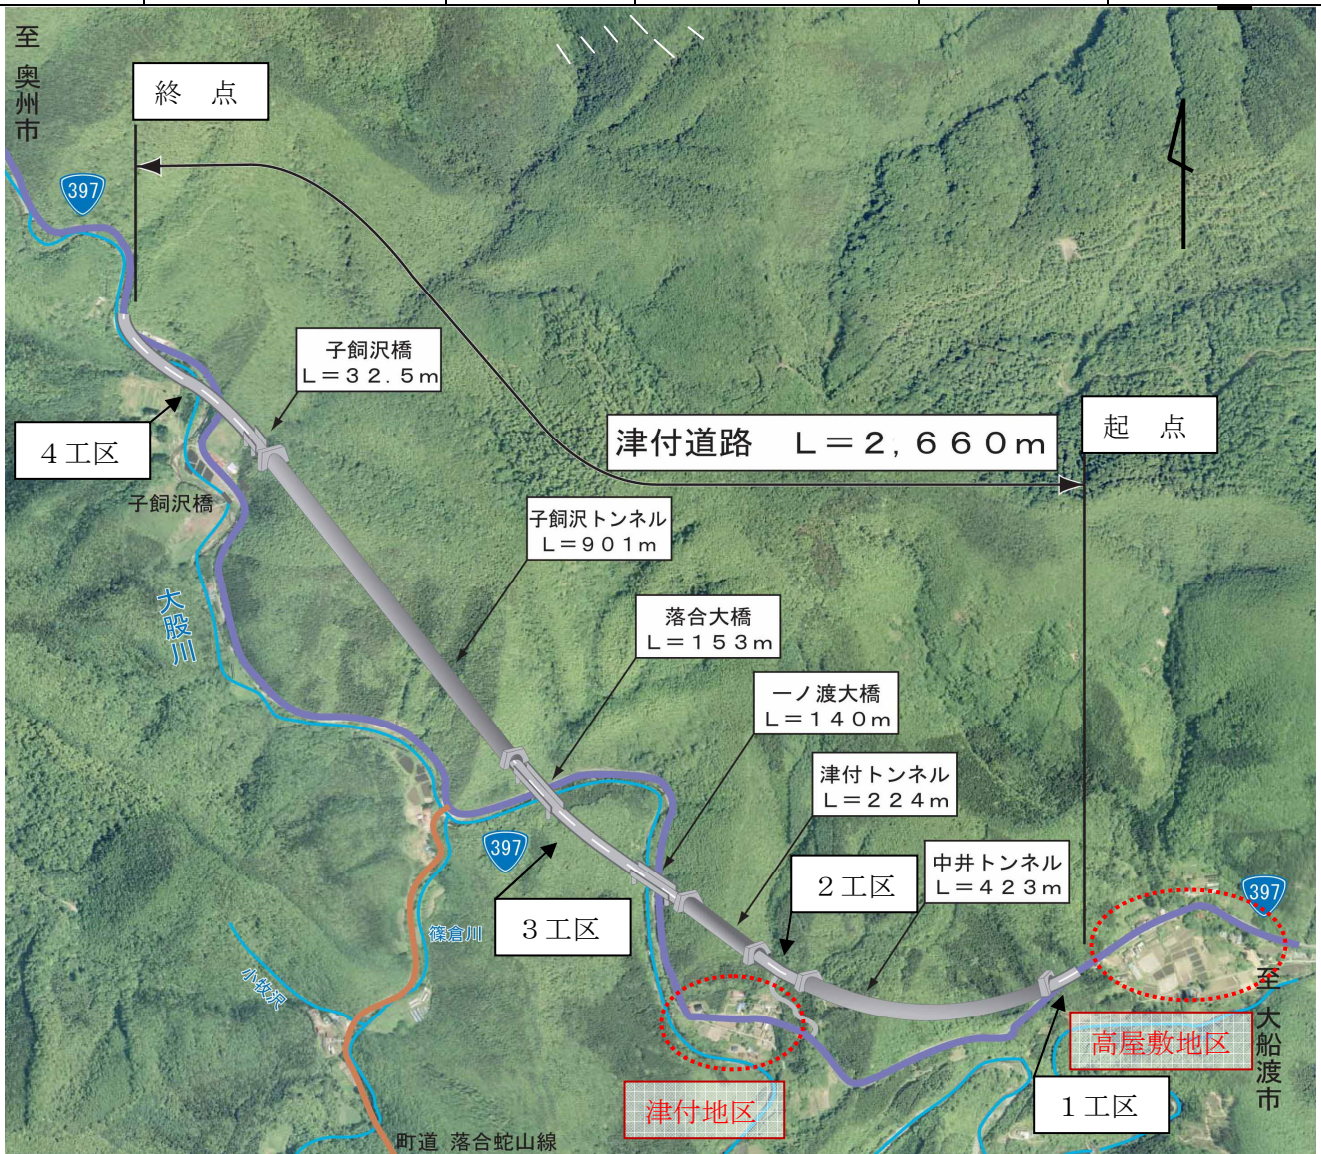 至 奥州市
終 点
397
子飼沢橋
L=32.5m
起 点
津付道路 L=2,660m
4工区
子飼沢橋
子飼沢トンネル
L=901m
大股川
落合大橋
L=153m
一ノ渡大橋
L=140m
津付トンネル
L=224m
397
中井トンネル
L=423m
2工区
397
3工区
篠倉川
小牧沢
至 大船渡市
高屋敷地区
津付地区
1工区
町道 落合蛇山線